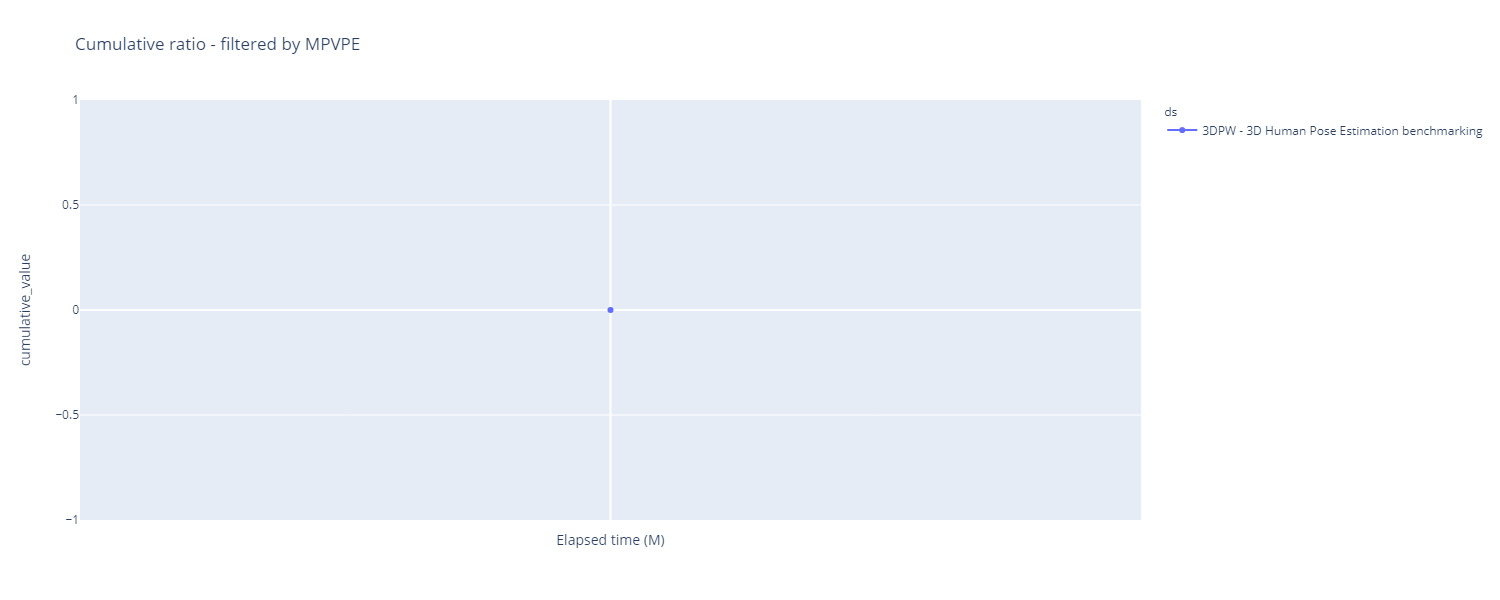 Cumulative ratio - filtered by MPVPE
1
0.5
0
−0.5
−1
cumulative_value
Elapsed time (M)
ds
3DPW - 3D Human Pose Estimation benchmarking